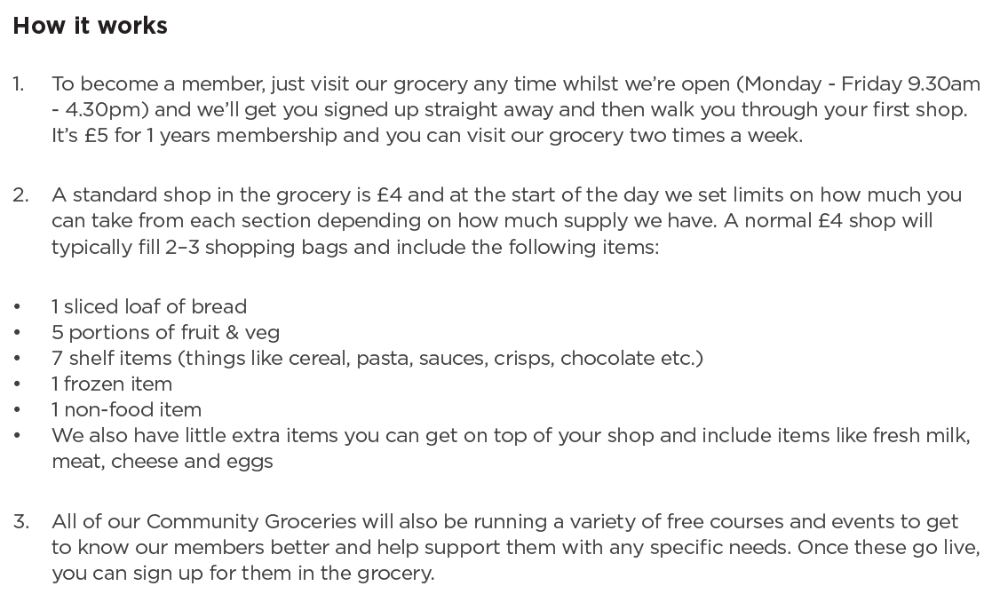 How it works
1. To become a member, just visit our grocery any time whilst we're open (Monday - Friday 9.30am
- 4.30pm) and we'll get you signed up straight away and then walk you through your first shop.
It's £5 for 1 years membership and you can visit our grocery two times a week.
2. A standard shop in the grocery is £4 and at the start of the day we set limits on how much you
can take from each section depending on how much supply we have. A normal £4 shop will
typically fill 2–3 shopping bags and include the following items:
• 1 sliced loaf of bread
• 5 portions of fruit & veg
• 7 shelf items (things like cereal, pasta, sauces, crisps, chocolate etc.)
• 1 frozen item
• 1 non-food item
• We also have little extra items you can get on top of your shop and include items like fresh milk,
meat, cheese and eggs
3. All of our Community Groceries will also be running a variety of free courses and events to get
to know our members better and help support them with any specific needs. Once these go live,
you can sign up for them in the grocery.